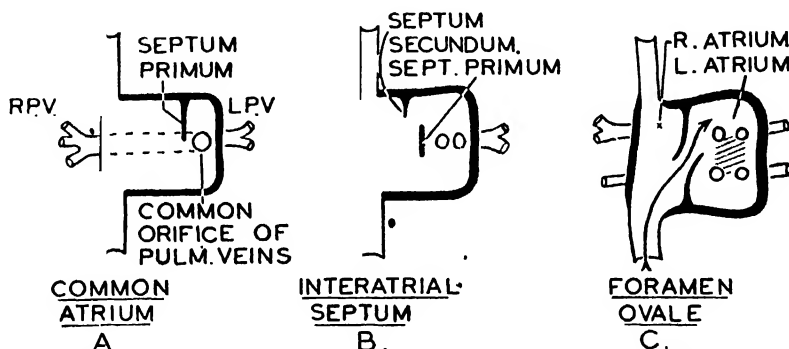 SEPTUM
PRIMUM
R.P.V.
L.P.V
COMMON
ORIFICE OF
PULM. VEINS
COMMON
ATRIUM
A
SEPTUM
SECUNDUM.
SEPT. PRIMUM
INTERATRIAL
SEPTUM
B.
R. ATRIUM
L. ATRIUM
x
FORAMEN
OVALE
C.